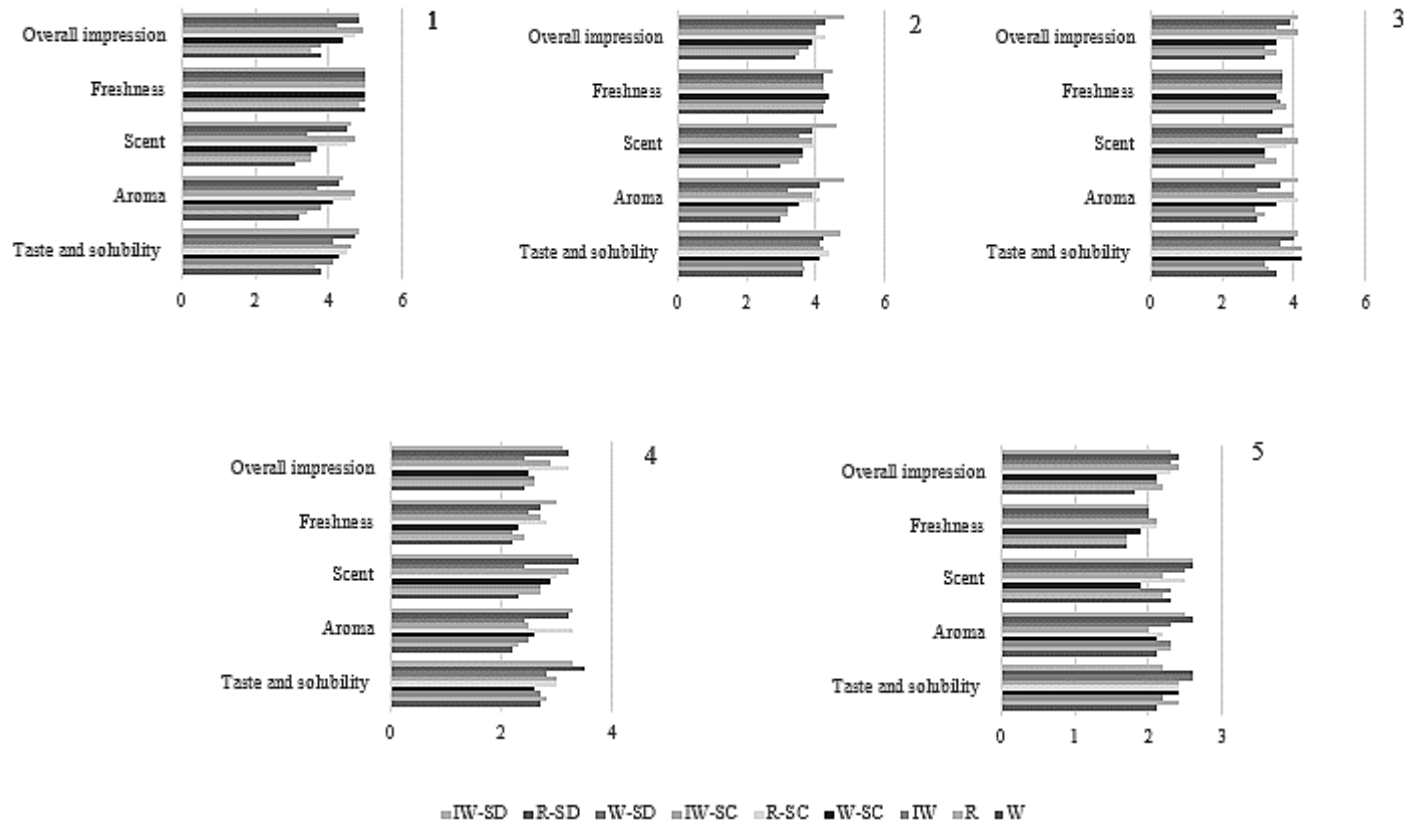 1
Overall impression
Freshness
Scent
Aroma
Taste and solubility
0 2 4 6
2
Overall impression
Freshness
Scent
Aroma
Taste and solubility
0 2 4 6
3
Overall impression
Freshness
Scent
Aroma
Taste and solubility
0 2 4 6
4
Overall impression
Freshness
Scent
Aroma
Taste and solubility
0 2 4
5
Overall impression
Freshness
Scent
Aroma
Taste and solubility
0 1 2 3
IW-SD R-SD W-SD IW-SC R-SC W-SC IW R W